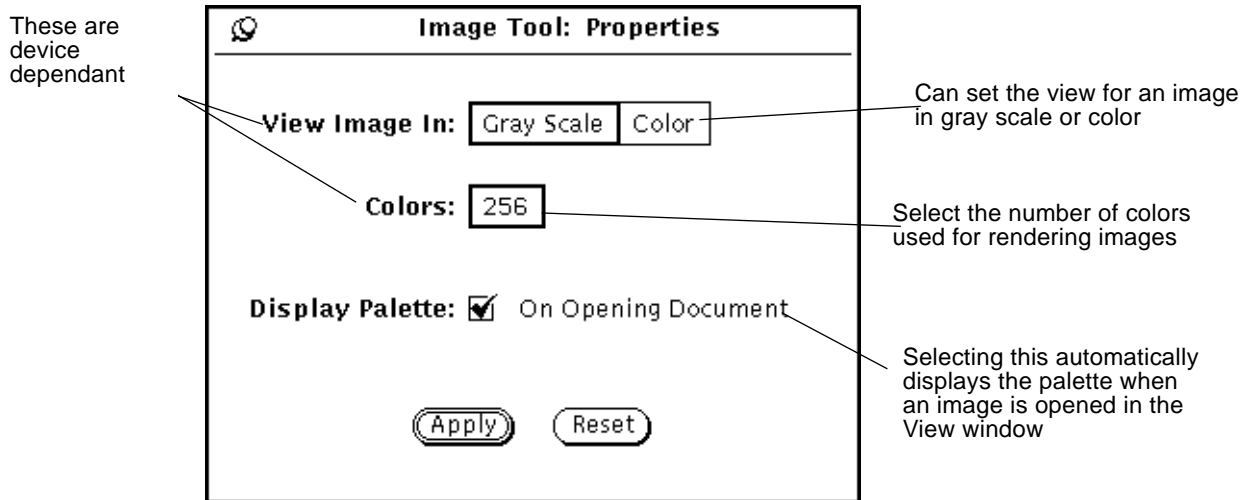 These are
device
dependant
Image Tool: Properties
View Image In: Gray Scale Color
Can set the view for an image
in gray scale or color
Colors: 256
Select the number of colors
used for rendering images
Display Palette: On Opening Document
Selecting this automatically
displays the palette when
an image is opened in the
View window
Apply Reset